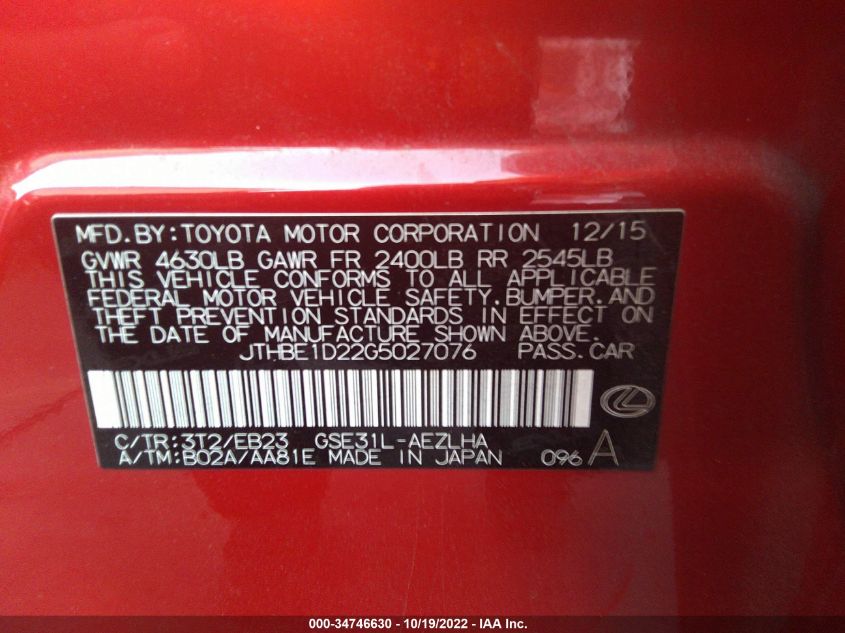 MFD.BY:TOYOTA MOTOR CORPORATION 12/15
GVWR 4630LB GAWR FR 2400LB RR 2545LB
THIS VEHICLE CONFORMS TO ALL APPLICABLE
FEDERAL MOTOR VEHICLE SAFETY,BUMPER,AND
THEFT PREVENTION STANDARDS IN EFFECT ON
THE DATE OF MANUFACTURE SHOWN ABOVE.
JTHBE1D22G5027076 PASS.CAR
C/TR:3T2/EB23 GSE31L-AEZLHA
A/TM:B02A/AA81E MADE IN JAPAN 096 A
000-34746630 - 10/19/2022 - IAA Inc.